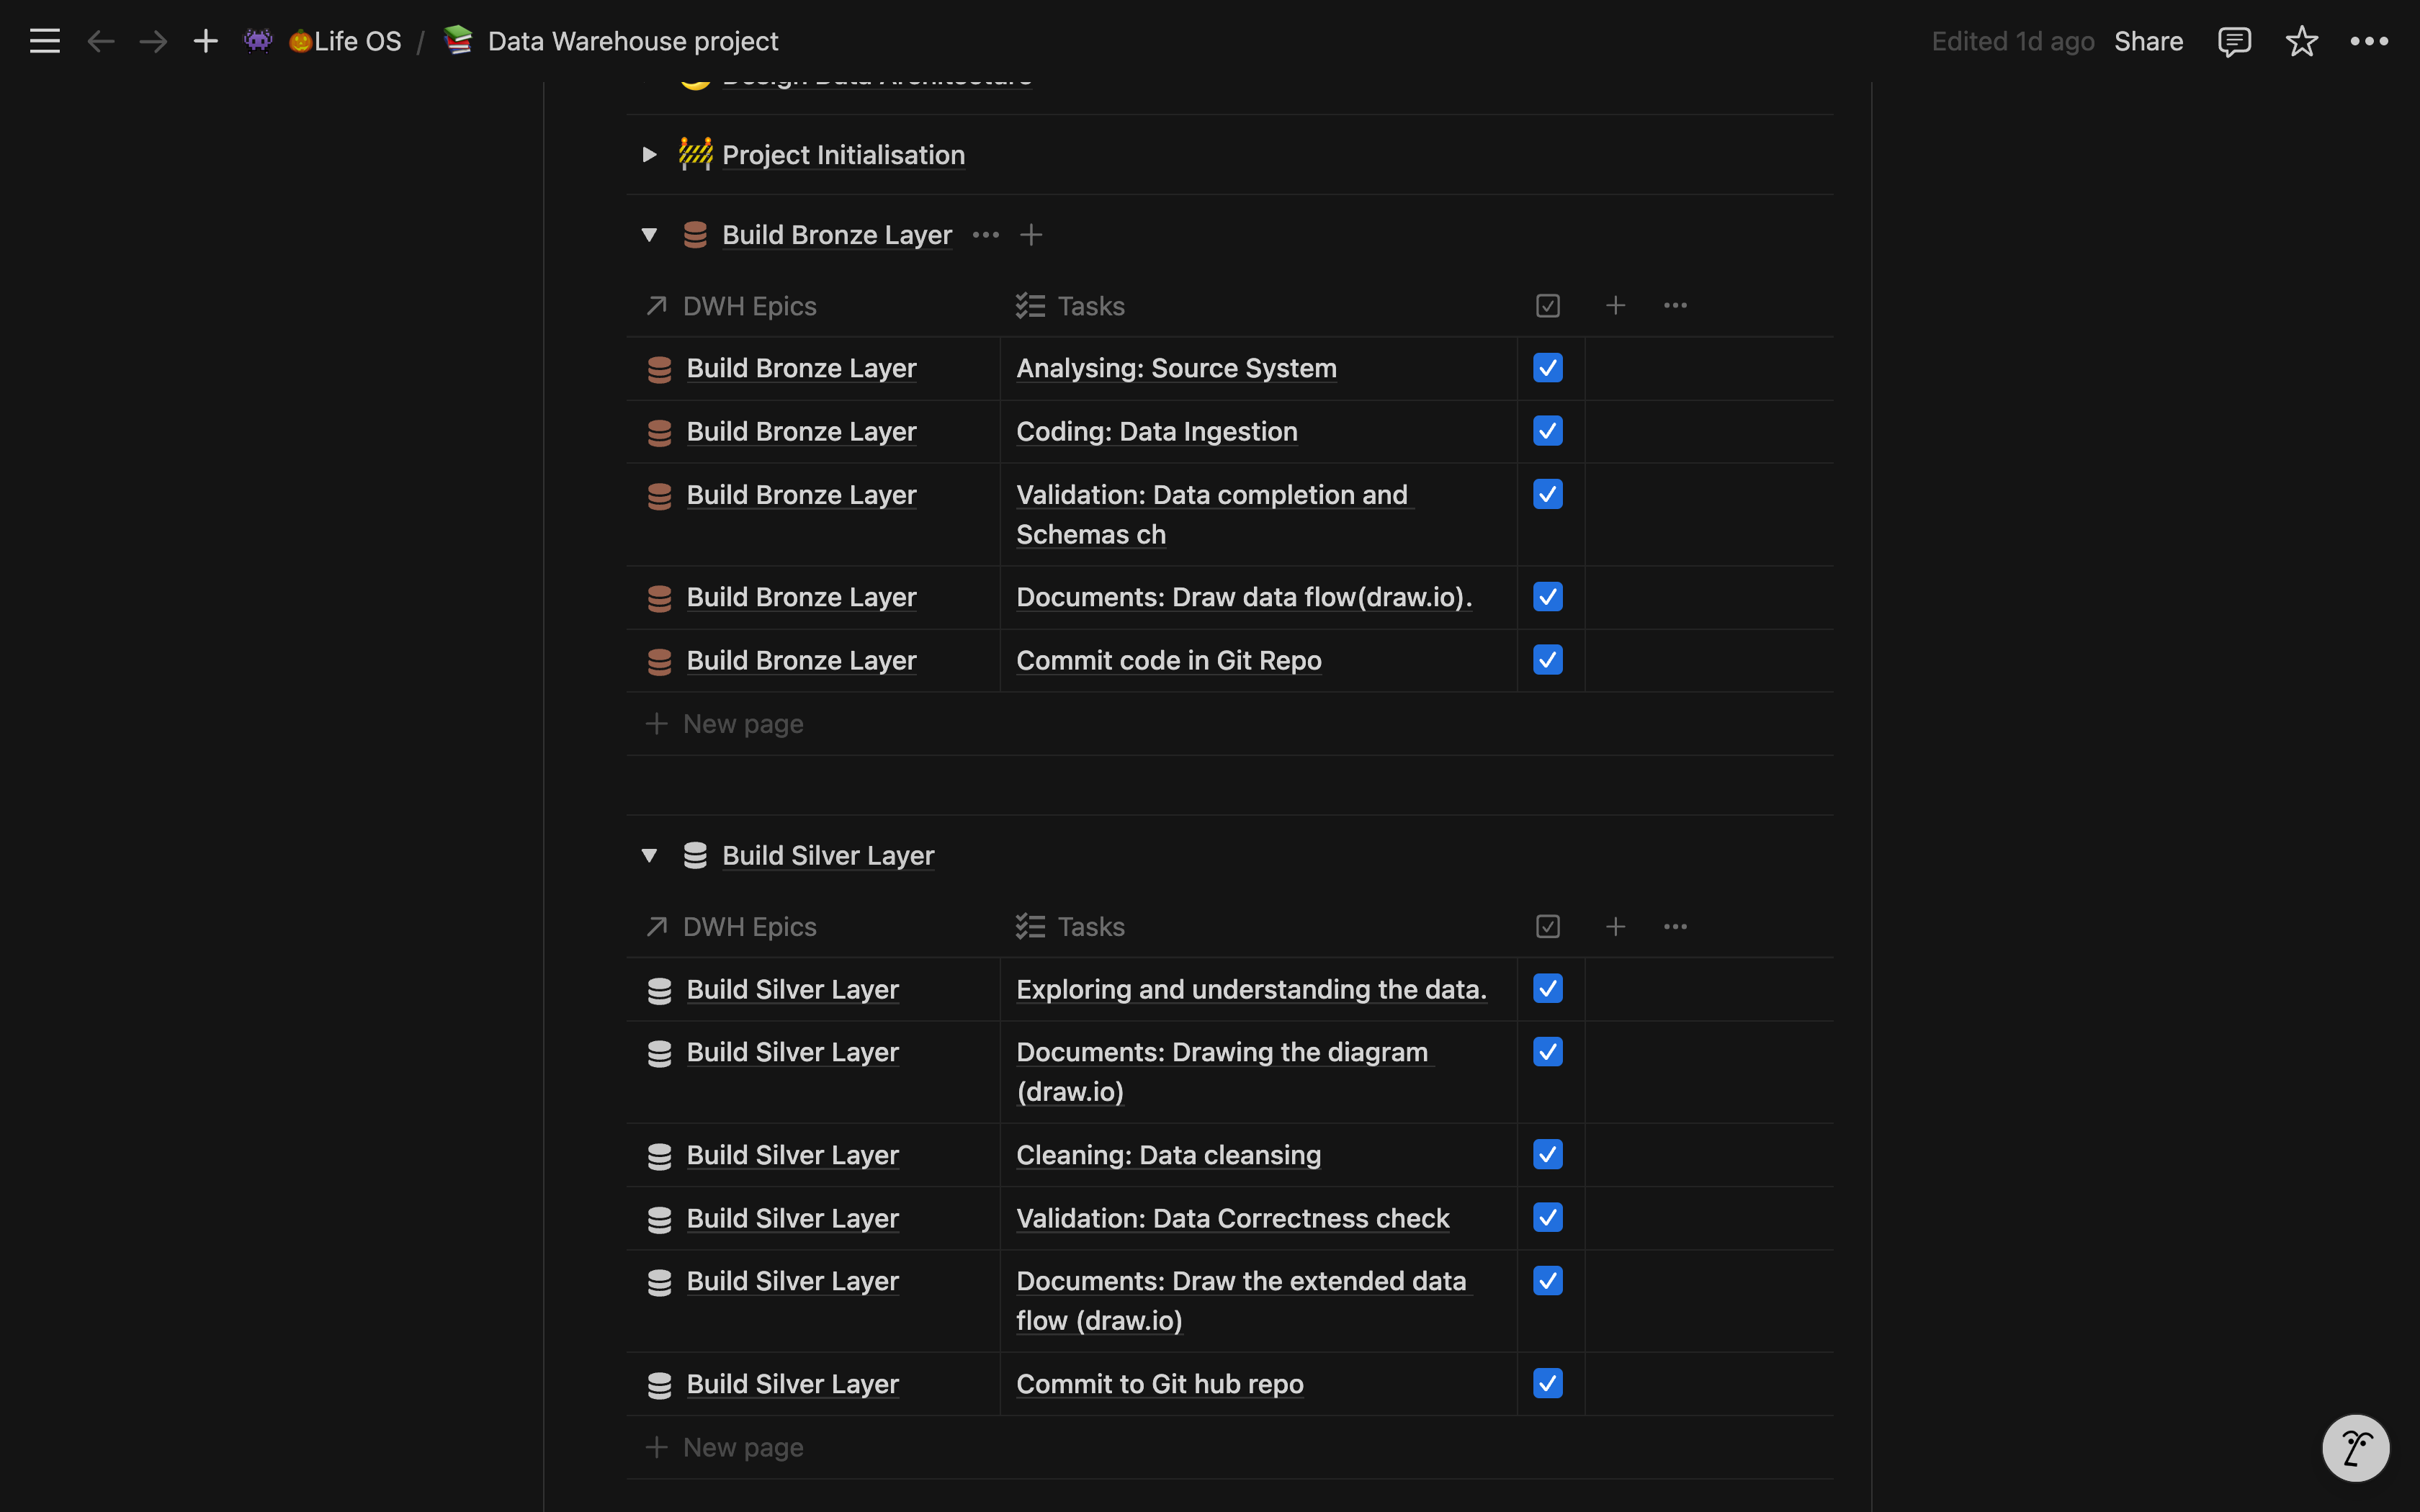 Life OS / Data Warehouse project
Edited 1d ago Share
Design Data Architecture
Project Initialisation
Build Bronze Layer
DWH Epics Tasks
Build Bronze Layer Analysing: Source System
Build Bronze Layer Coding: Data Ingestion
Build Bronze Layer Validation: Data completion and
Schemas ch
Build Bronze Layer Documents: Draw data flow(draw.io).
Build Bronze Layer Commit code in Git Repo
New page
Build Silver Layer
DWH Epics Tasks
Build Silver Layer Exploring and understanding the data.
Build Silver Layer Documents: Drawing the diagram
(draw.io)
Build Silver Layer Cleaning: Data cleansing
Build Silver Layer Validation: Data Correctness check
Build Silver Layer Documents: Draw the extended data
flow (draw.io)
Build Silver Layer Commit to Git hub repo
New page